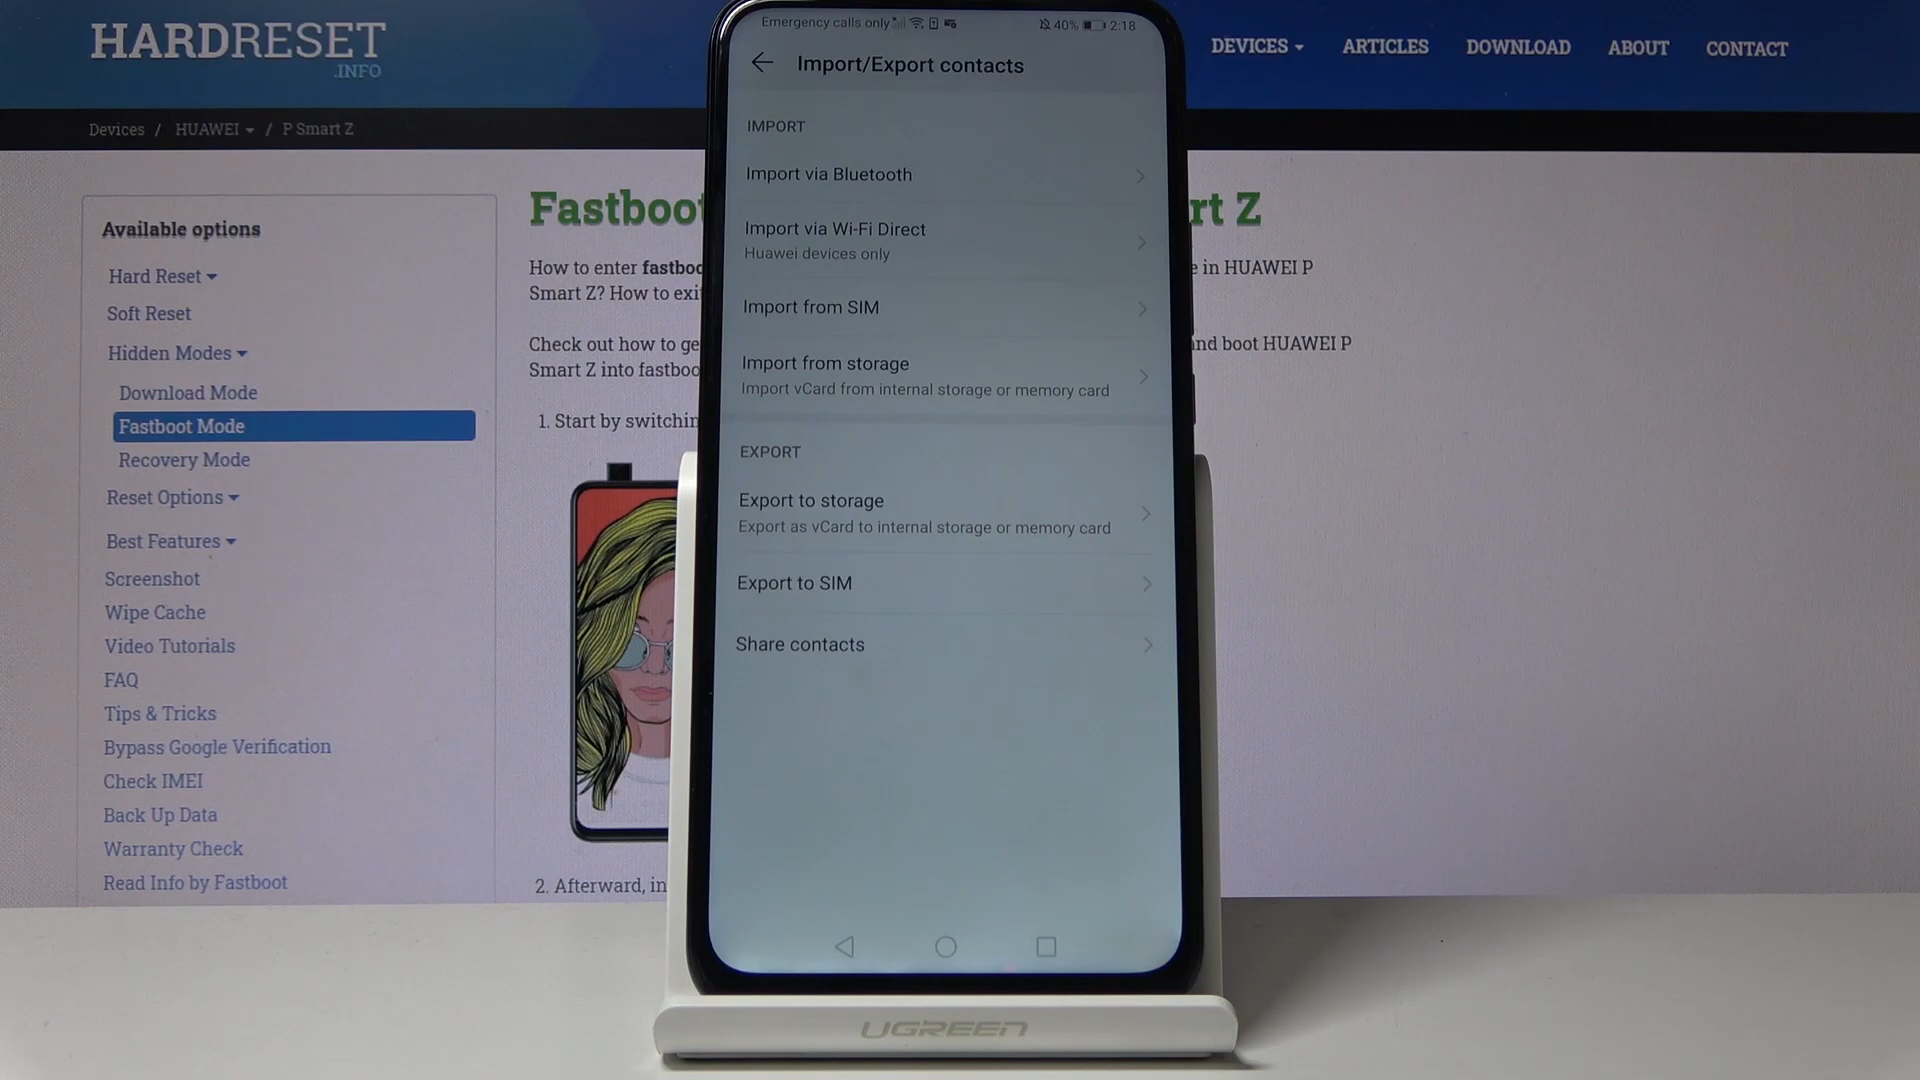 HARDRESET
.INFO
DEVICES
ARTICLES
DOWNLOAD
ABOUT
CONTACT
Devices / HUAWEI / P Smart Z
Available options
Hard Reset
Soft Reset
Hidden Modes
Download Mode
Fastboot Mode
Recovery Mode
Reset Options
Best Features
Screenshot
Wipe Cache
Video Tutorials
FAQ
Tips & Tricks
Bypass Google Verification
Check IMEI
Back Up Data
Warranty Check
Read Info by Fastboot
Fastboot rt Z
How to enter fastboo e in HUAWEI P
Smart Z? How to exi
Check out how to ge and boot HUAWEI P
Smart Z into fastboo
1. Start by switchin
2. Afterward, in
Emergency calls only 40% 2:18
Import/Export contacts
IMPORT
Import via Bluetooth
Import via Wi-Fi Direct
Huawei devices only
Import from SIM
Import from storage
Import vCard from internal storage or memory card
EXPORT
Export to storage
Export as vCard to internal storage or memory card
Export to SIM
Share contacts
UGREEN